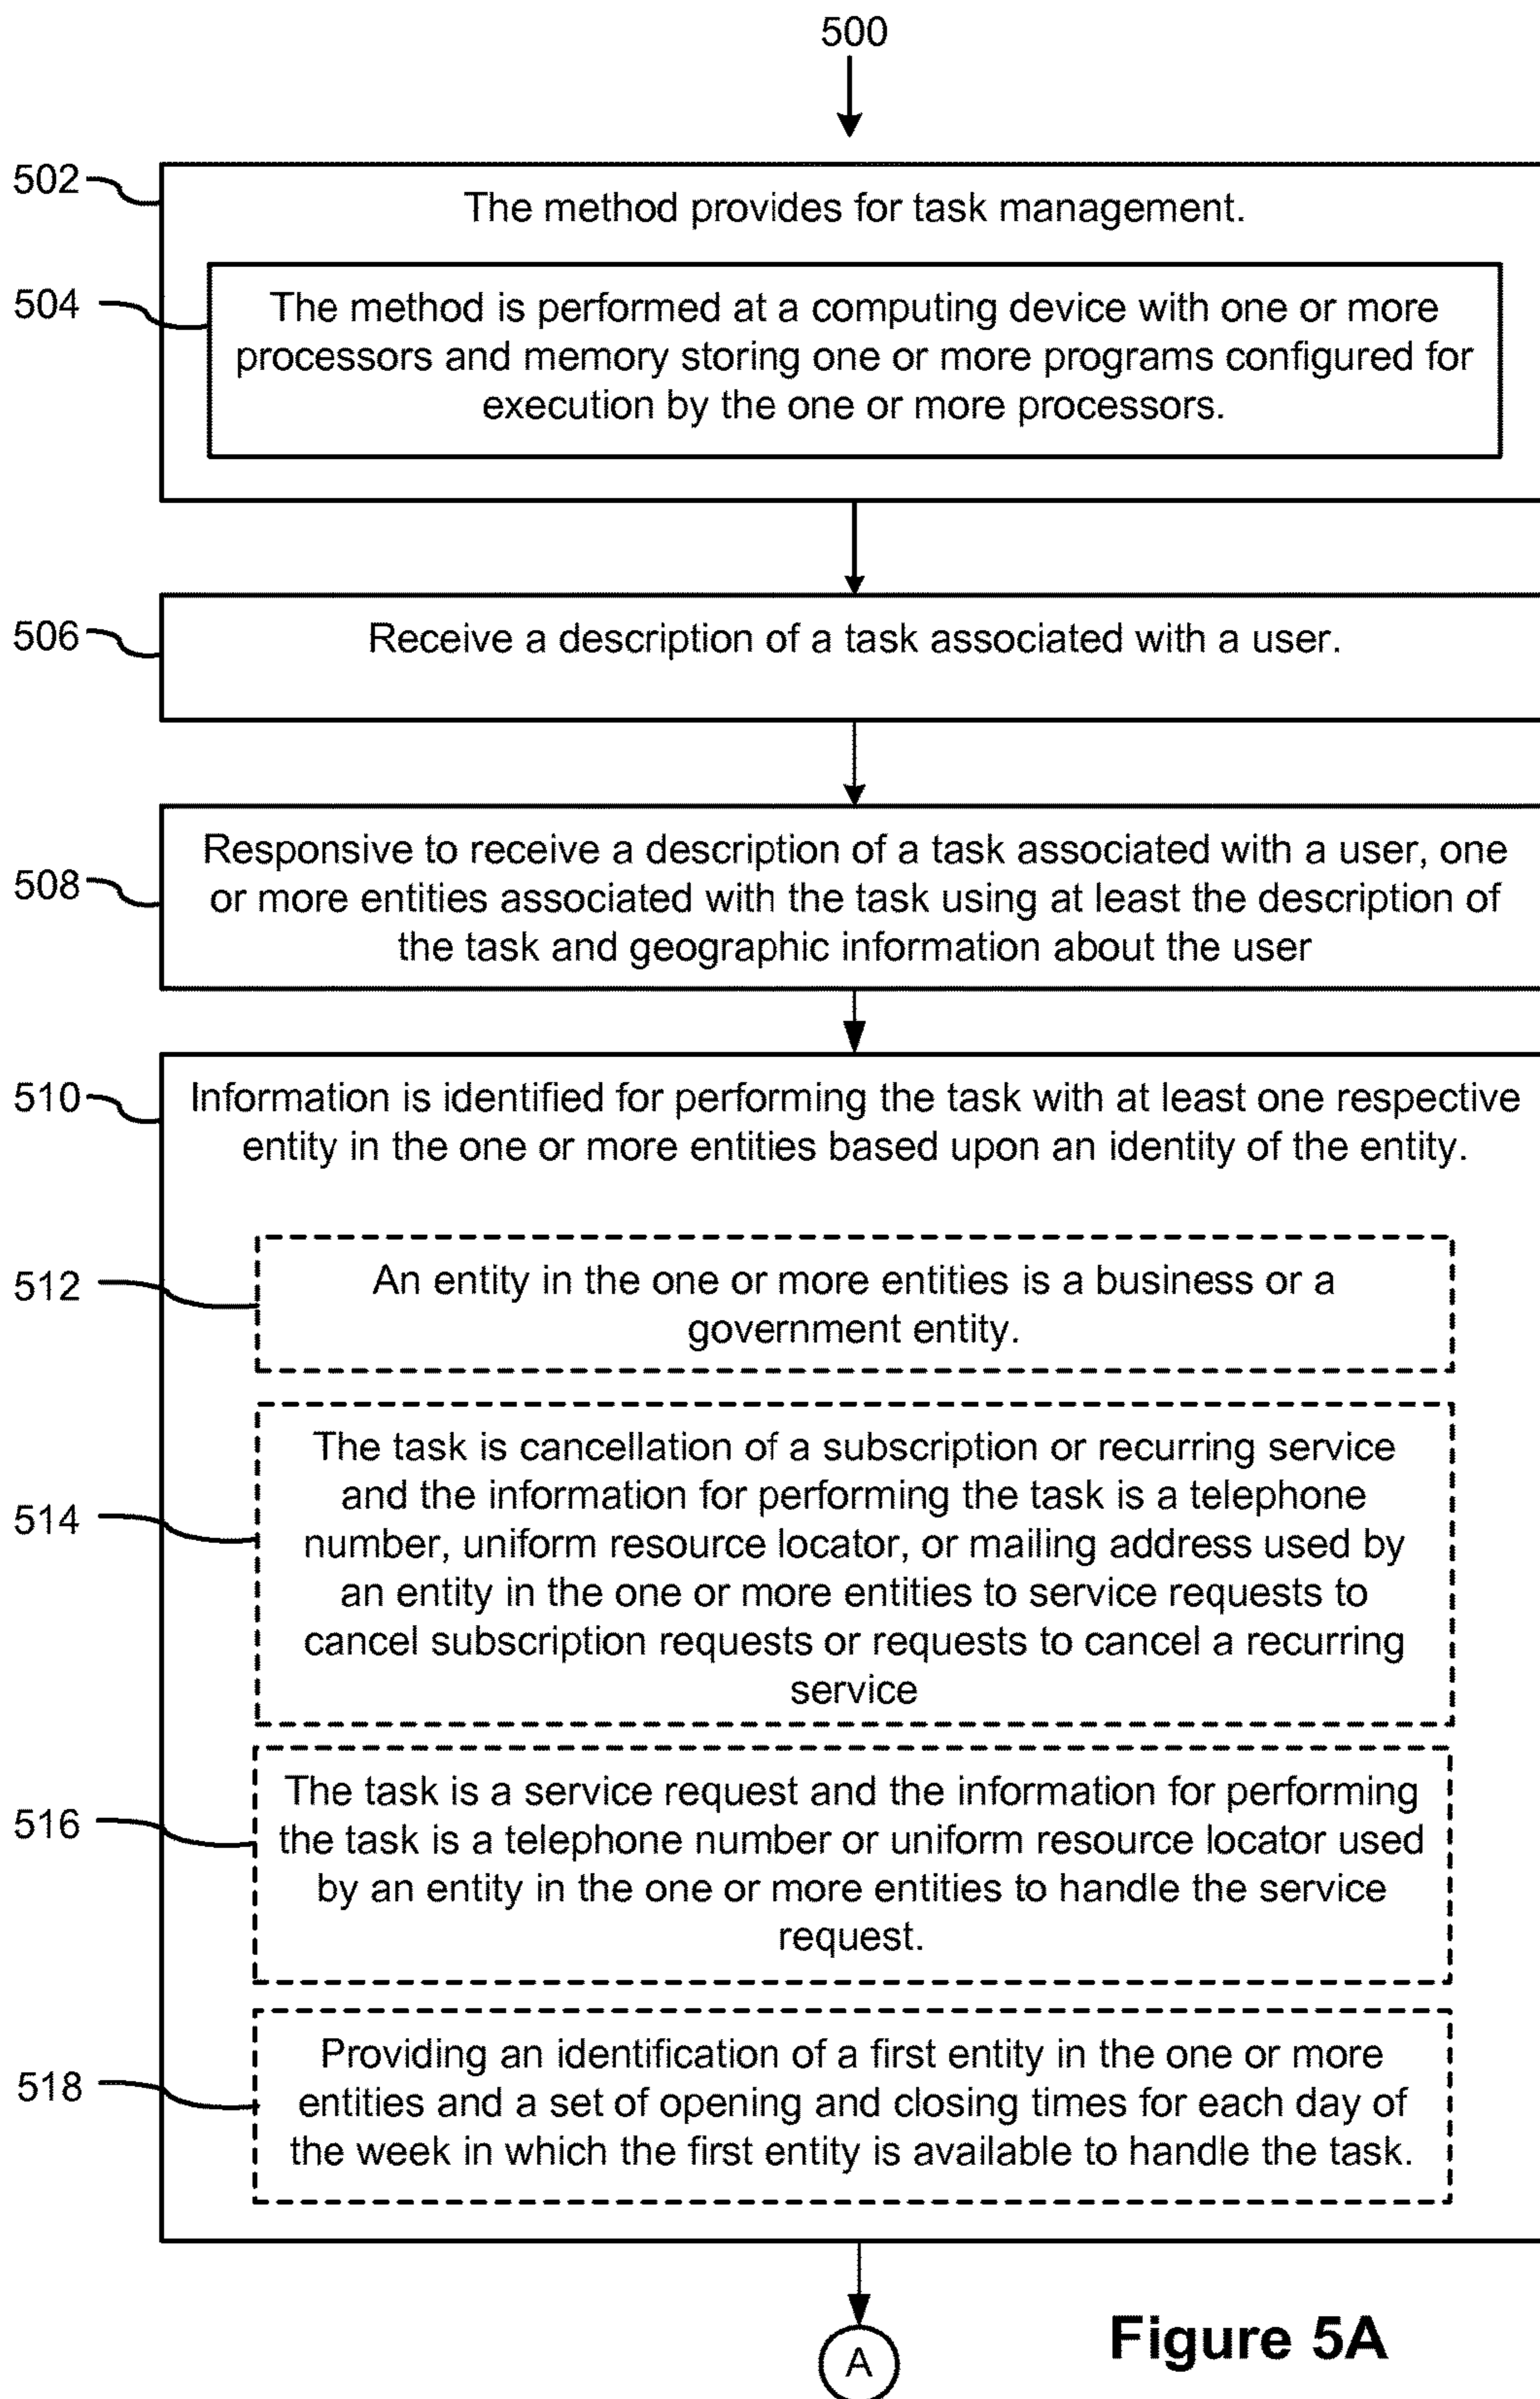 500
502
The method provides for task management.
504
The method is performed at a computing device with one or more
processors and memory storing one or more programs configured for
execution by the one or more processors.
506
Receive a description of a task associated with a user.
508
Responsive to receive a description of a task associated with a user, one
or more entities associated with the task using at least the description of
the task and geographic information about the user
510
Information is identified for performing the task with at least one respective
entity in the one or more entities based upon an identity of the entity.
512
An entity in the one or more entities is a business or a
government entity.
514
The task is cancellation of a subscription or recurring service
and the information for performing the task is a telephone
number, uniform resource locator, or mailing address used by
an entity in the one or more entities to service requests to
cancel subscription requests or requests to cancel a recurring
service
516
The task is a service request and the information for performing
the task is a telephone number or uniform resource locator used
by an entity in the one or more entities to handle the service
request.
518
Providing an identification of a first entity in the one or more
entities and a set of opening and closing times for each day of
the week in which the first entity is available to handle the task.
A
Figure 5A